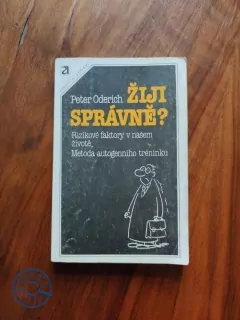 Peter Oderich ŽIJI
SPRÁVNĚ?
Rizikové faktory v našem
životě.
Metoda autogenního tréninku